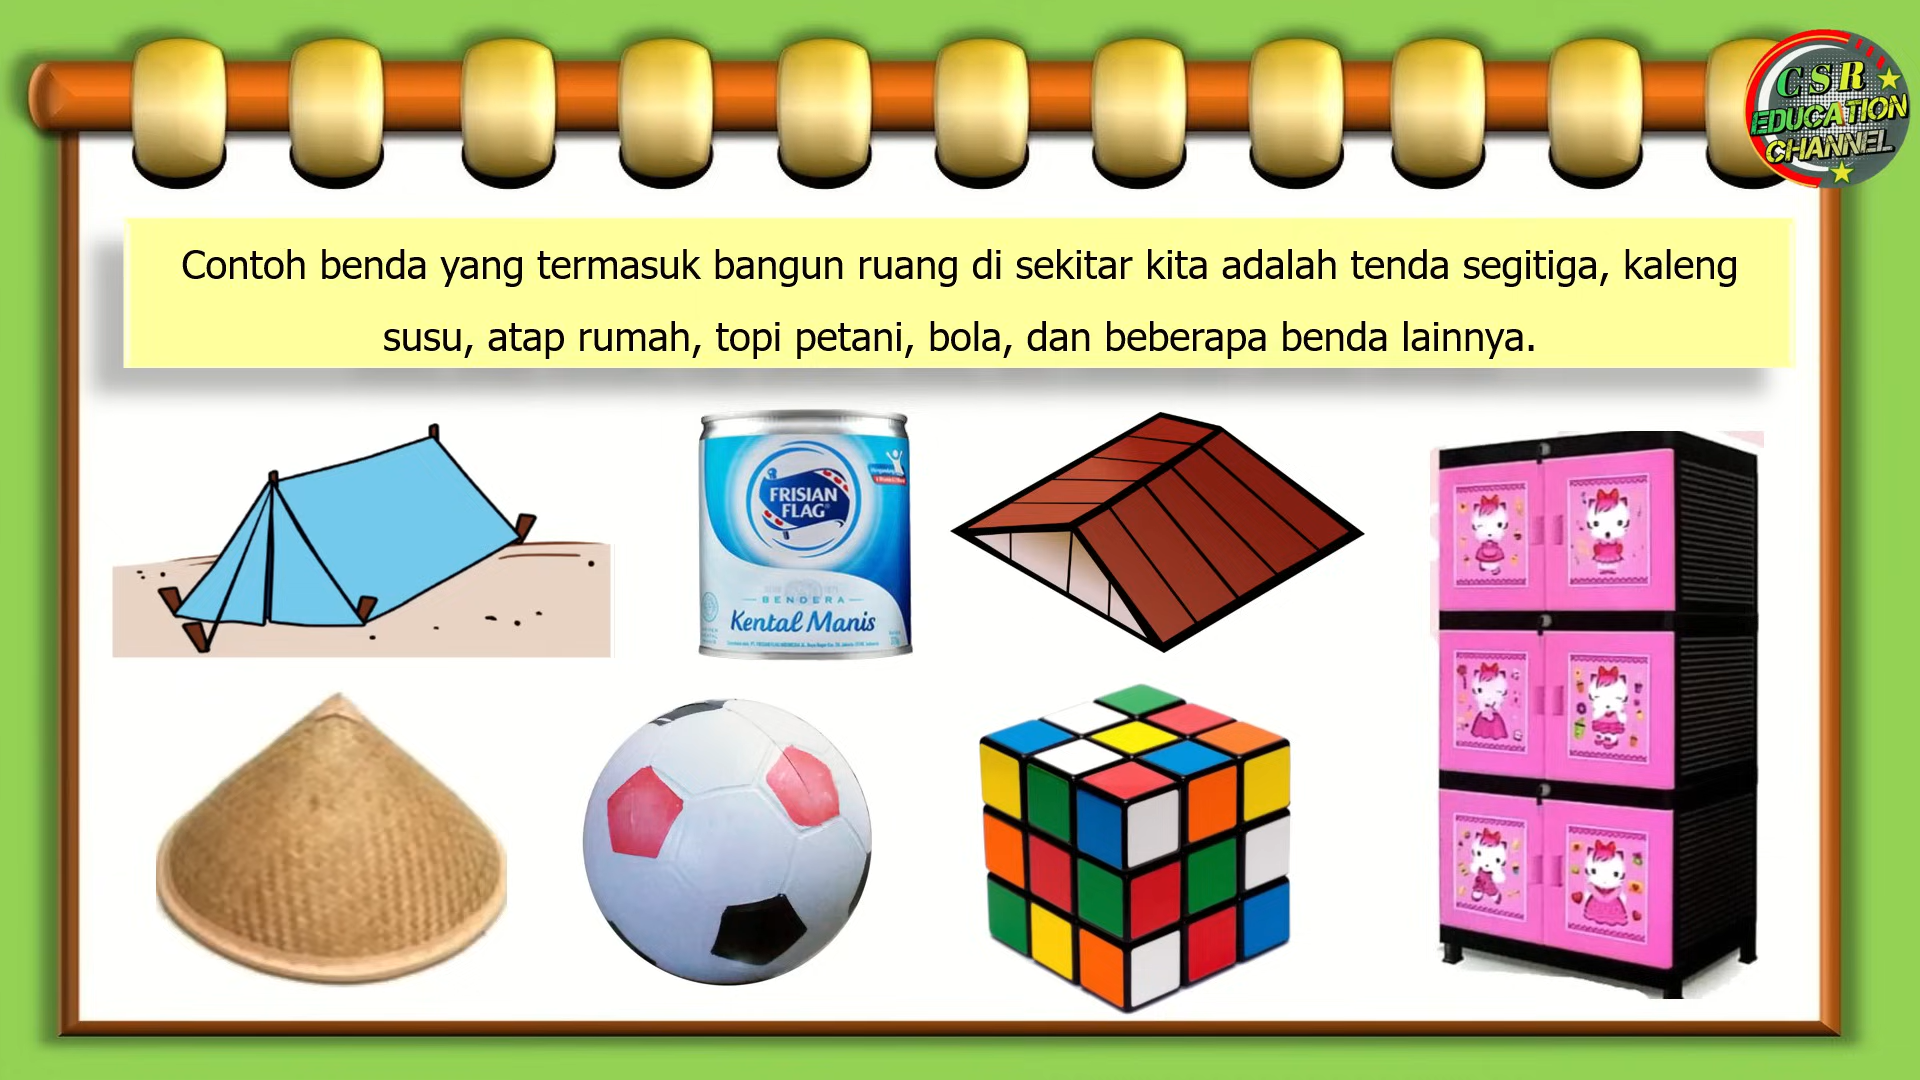 CSR
EDUCATION
CHANNEL
Contoh benda yang termasuk bangun ruang di sekitar kita adalah tenda segitiga, kaleng
susu, atap rumah, topi petani, bola, dan beberapa benda lainnya.
FRISIAN
FLAG
BENDERA
Kental Manis